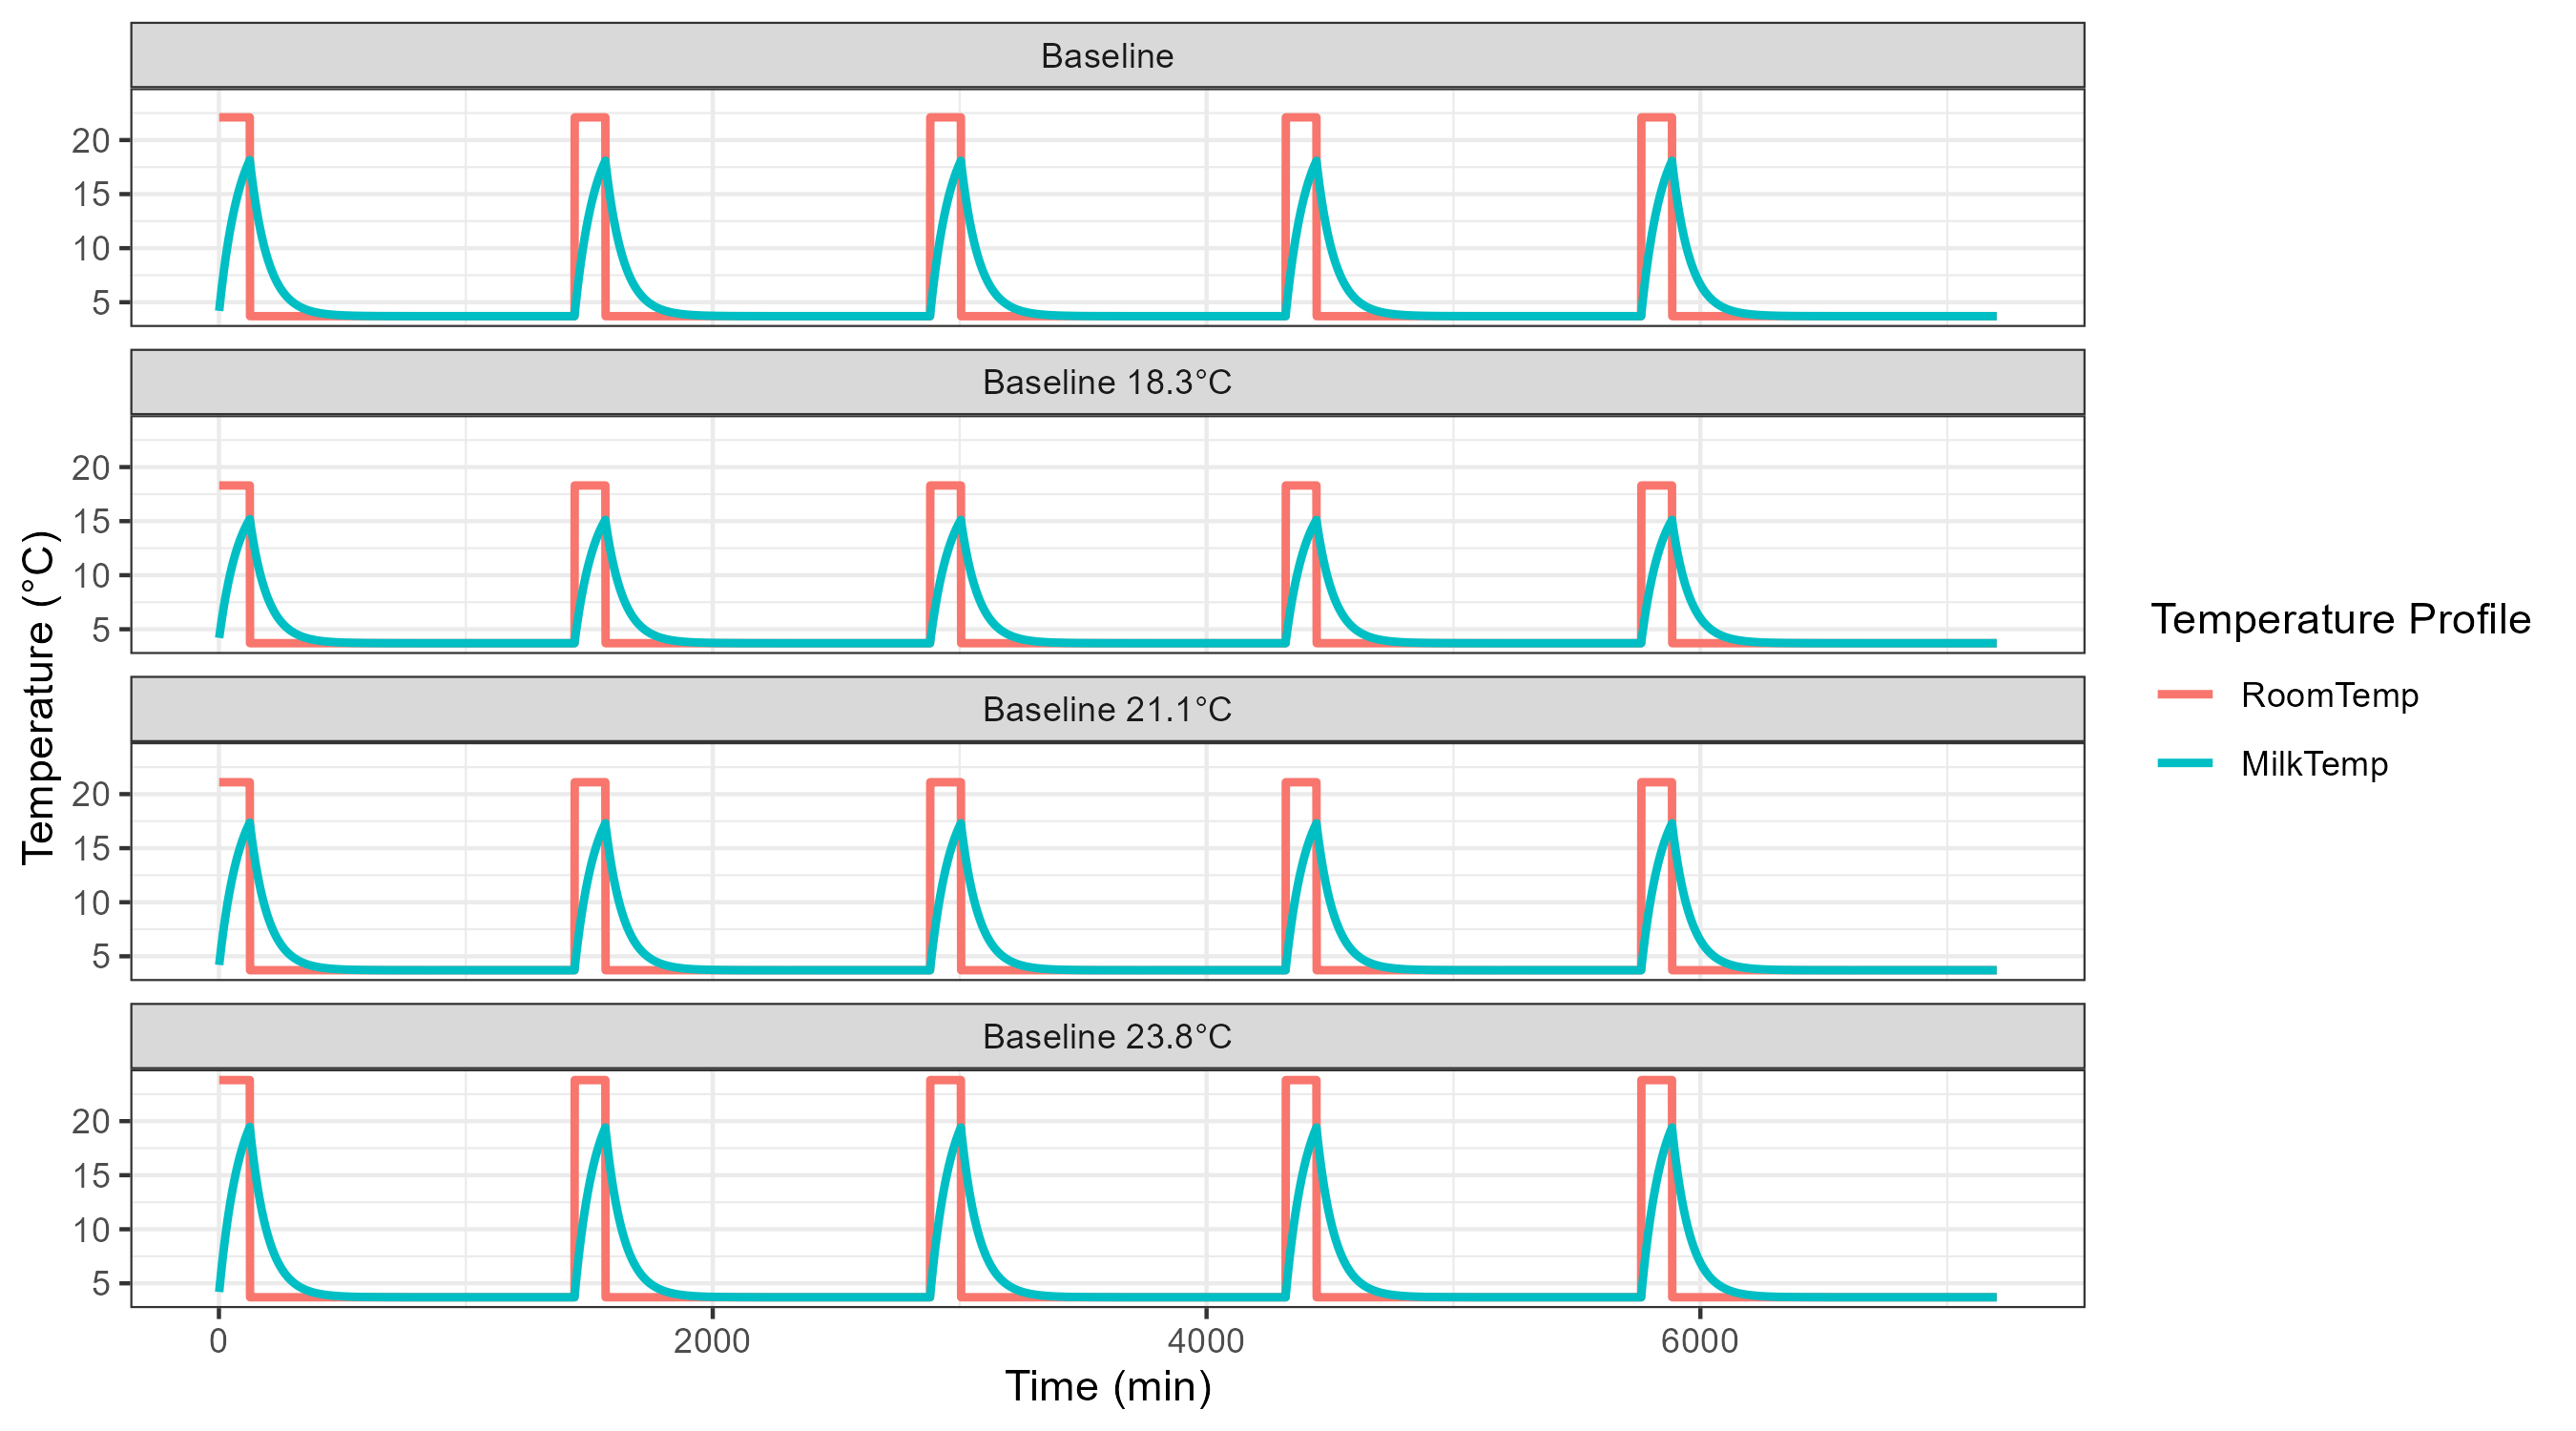 Baseline
20
15
10
5
Baseline 18.3°C
20
15
10
5
Baseline 21.1°C
20
15
10
5
Baseline 23.8°C
20
15
10
5
0 2000 4000 6000
Time (min)
Temperature (°C)
Temperature Profile
RoomTemp
MilkTemp